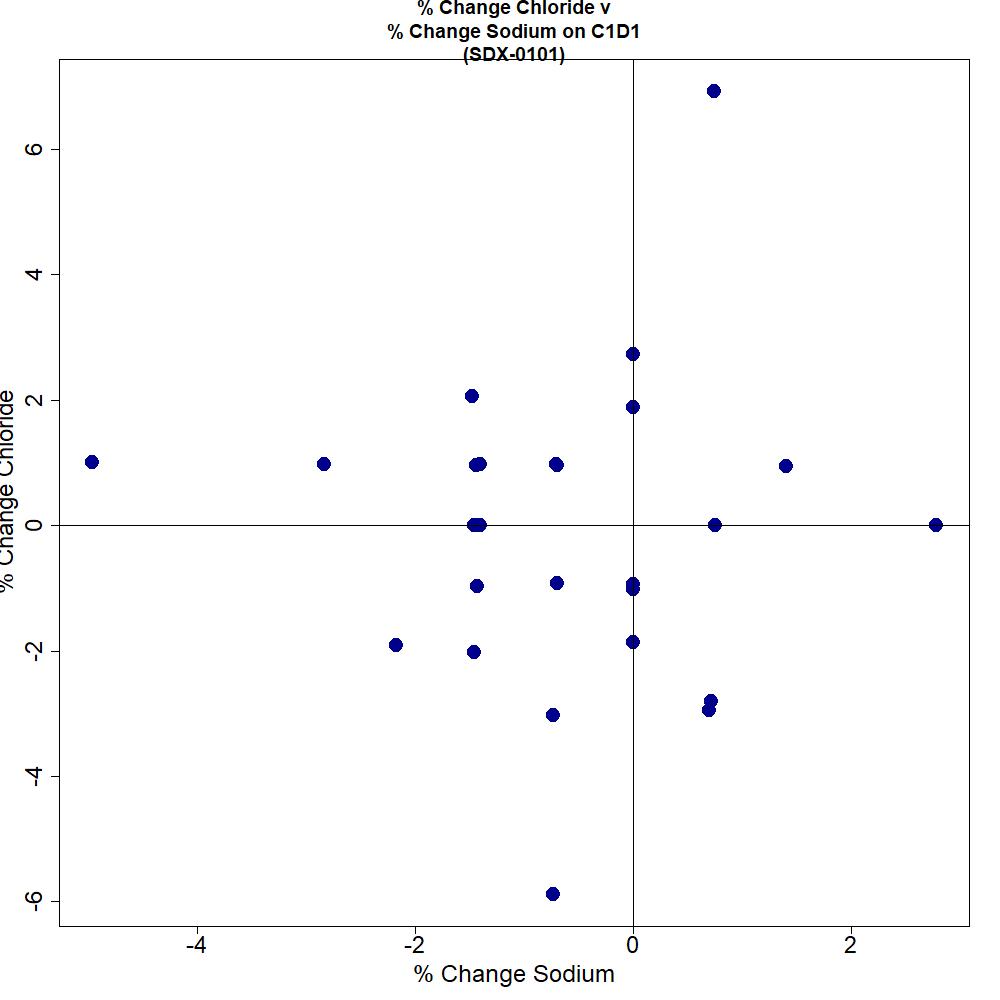 % Change Chloride v
% Change Sodium on C1D1
(SDX-0101)
% Change Chloride
6
4
2
0
-2
-4
-6
-4
-2
0
2
% Change Sodium